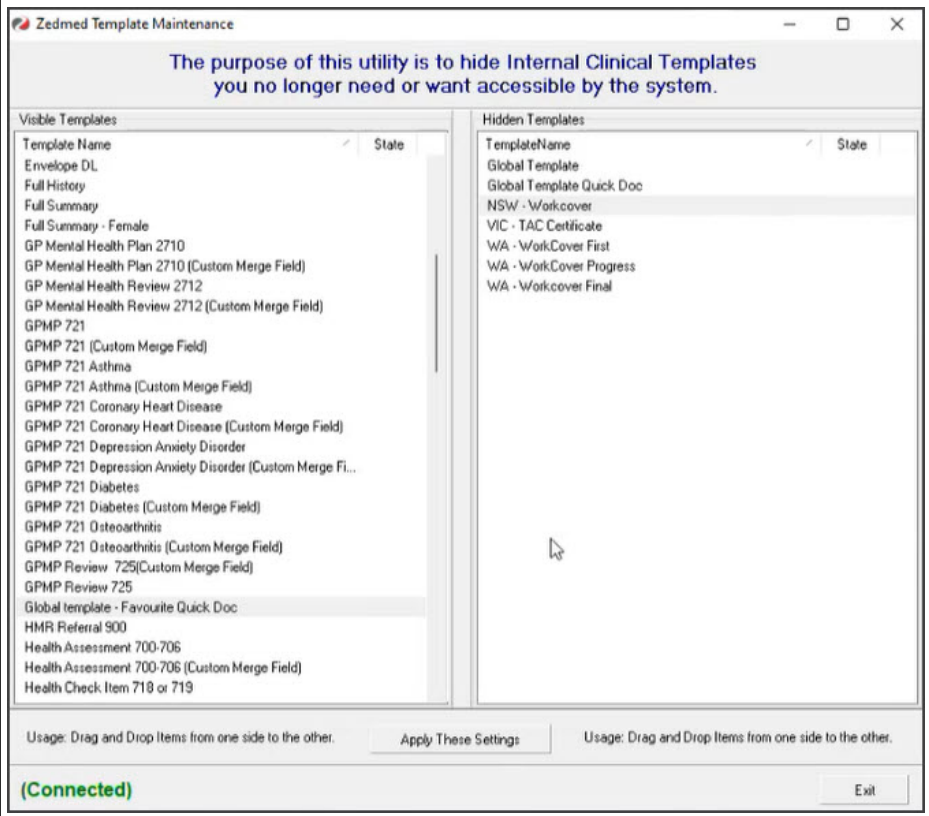 Zedmed Template Maintenance
The purpose of this utility is to hide Internal Clinical Templates
you no longer need or want accessible by the system.
Visible Templates
Template Name State
Envelope DL
Full History
Full Summary
Full Summary - Female
GP Mental Health Plan 2710
GP Mental Health Plan 2710 (Custom Merge Field)
GP Mental Health Review 2712
GP Mental Health Review 2712 (Custom Merge Field)
GPMP 721
GPMP 721 (Custom Merge Field)
GPMP 721 Asthma
GPMP 721 Asthma (Custom Merge Field)
GPMP 721 Coronary Heart Disease
GPMP 721 Coronary Heart Disease (Custom Merge Field)
GPMP 721 Depression Anxiety Disorder
GPMP 721 Depression Anxiety Disorder (Custom Merge Fi...
GPMP 721 Diabetes
GPMP 721 Diabetes (Custom Merge Field)
GPMP 721 Osteoarthritis
GPMP 721 Osteoarthritis (Custom Merge Field)
GPMP Review 725(Custom Merge Field)
GPMP Review 725
Global template - Favourite Quick Doc
HMR Referral 900
Health Assessment 700-706
Health Assessment 700-706 (Custom Merge Field)
Health Check Item 718 or 719
Hidden Templates
TemplateName State
Global Template
Global Template Quick Doc
NSW - Workcover
VIC - TAC Certificate
WA - WorkCover First
WA - WorkCover Progress
WA - Workcover Final
Usage: Drag and Drop Items from one side to the other.
Apply These Settings
Usage: Drag and Drop Items from one side to the other.
(Connected)
Exit